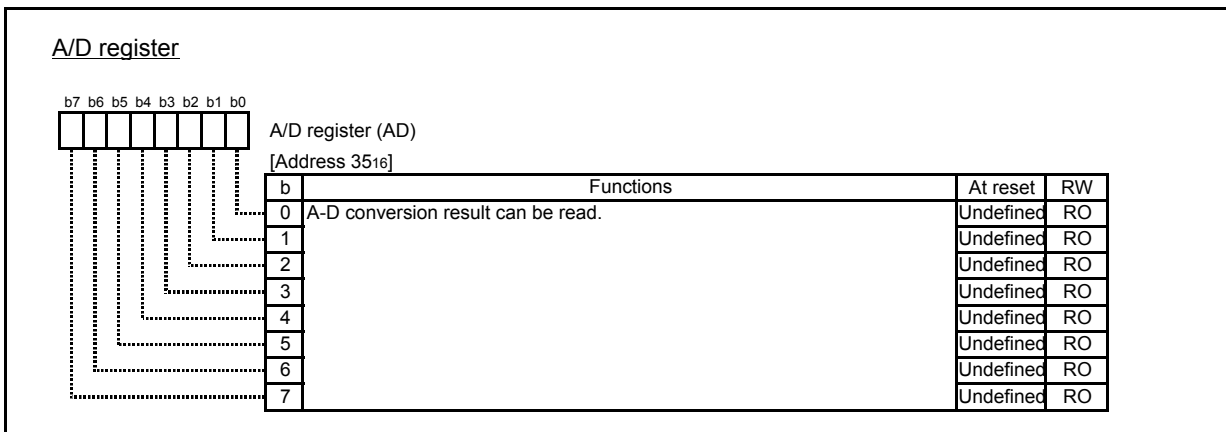 A/D register
b7 b6 b5 b4 b3 b2 b1 b0
A/D register (AD)
[Address 3516]
b Functions At reset RW
0 A-D conversion result can be read. Undefined RO
1 Undefined RO
2 Undefined RO
3 Undefined RO
4 Undefined RO
5 Undefined RO
6 Undefined RO
7 Undefined RO